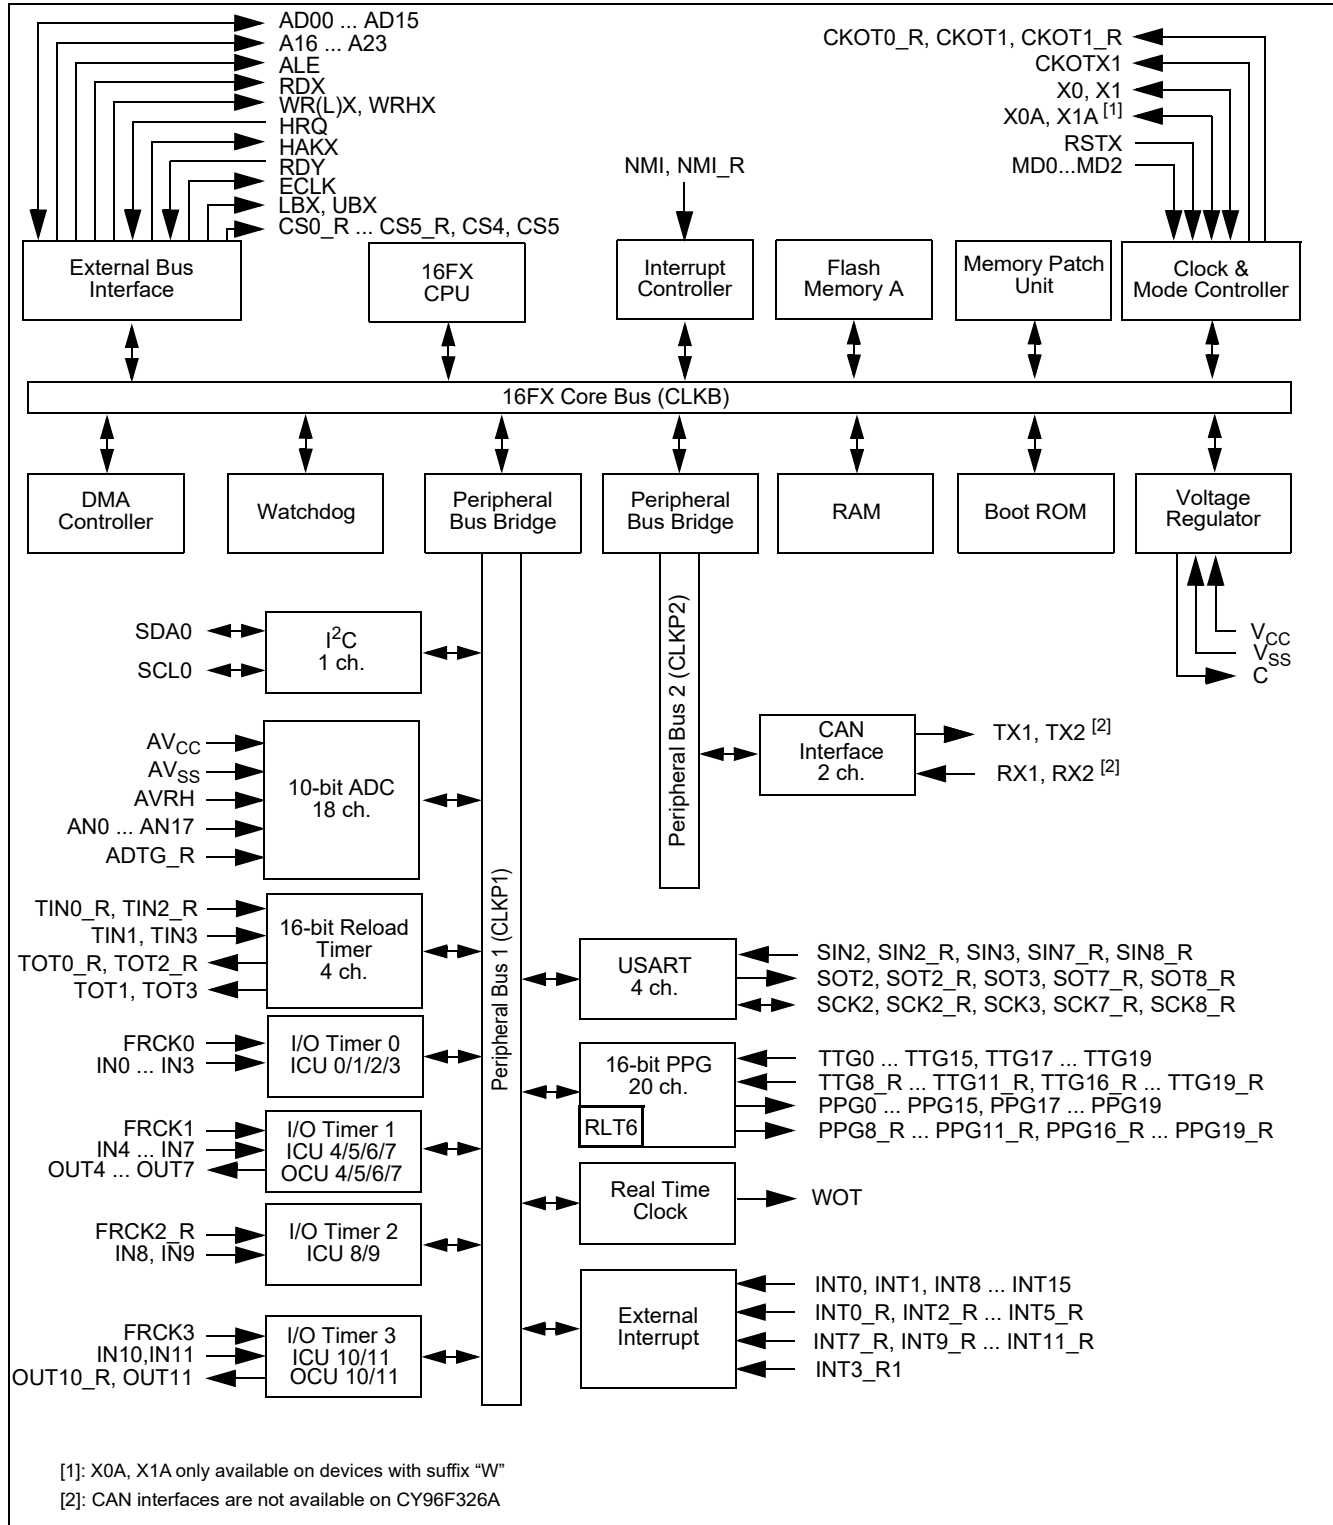 AD00 ... AD15
A16 ... A23
ALE
RDX
WR(L)X, WRHX
HRQ
HAKX
RDY
ECLK
LBX, UBX
CS0_R ... CS5_R, CS4, CS5
CKOT0_R, CKOT1, CKOT1_R
CKOTX1
X0, X1
X0A, X1A [1]
RSTX
MD0...MD2
NMI, NMI_R
External Bus
Interface
16FX
CPU
Interrupt
Controller
Flash
Memory A
Memory Patch
Unit
Clock &
Mode Controller
16FX Core Bus (CLKB)
DMA
Controller
Watchdog
Peripheral
Bus Bridge
Peripheral
Bus Bridge
RAM
Boot ROM
Voltage
Regulator
VCC
VSS
C
Peripheral Bus 1 (CLKP1)
Peripheral Bus 2 (CLKP2)
SDA0
SCL0
I2C
1 ch.
AVCC
AVSS
AVRH
AN0 ... AN17
ADTG_R
10-bit ADC
18 ch.
TIN0_R, TIN2_R
TIN1, TIN3
TOT0_R, TOT2_R
TOT1, TOT3
16-bit Reload
Timer
4 ch.
FRCK0
IN0 ... IN3
I/O Timer 0
ICU 0/1/2/3
FRCK1
IN4 ... IN7
OUT4 ... OUT7
I/O Timer 1
ICU 4/5/6/7
OCU 4/5/6/7
FRCK2_R
IN8, IN9
I/O Timer 2
ICU 8/9
FRCK3
IN10,IN11
OUT10_R, OUT11
I/O Timer 3
ICU 10/11
OCU 10/11
CAN
Interface
2 ch.
TX1, TX2 [2]
RX1, RX2 [2]
USART
4 ch.
SIN2, SIN2_R, SIN3, SIN7_R, SIN8_R
SOT2, SOT2_R, SOT3, SOT7_R, SOT8_R
SCK2, SCK2_R, SCK3, SCK7_R, SCK8_R
16-bit PPG
20 ch.
RLT6
TTG0 ... TTG15, TTG17 ... TTG19
TTG8_R ... TTG11_R, TTG16_R ... TTG19_R
PPG0 ... PPG15, PPG17 ... PPG19
PPG8_R ... PPG11_R, PPG16_R ... PPG19_R
Real Time
Clock
WOT
External
Interrupt
INT0, INT1, INT8 ... INT15
INT0_R, INT2_R ... INT5_R
INT7_R, INT9_R ... INT11_R
INT3_R1
[1]: X0A, X1A only available on devices with suffix “W”
[2]: CAN interfaces are not available on CY96F326A